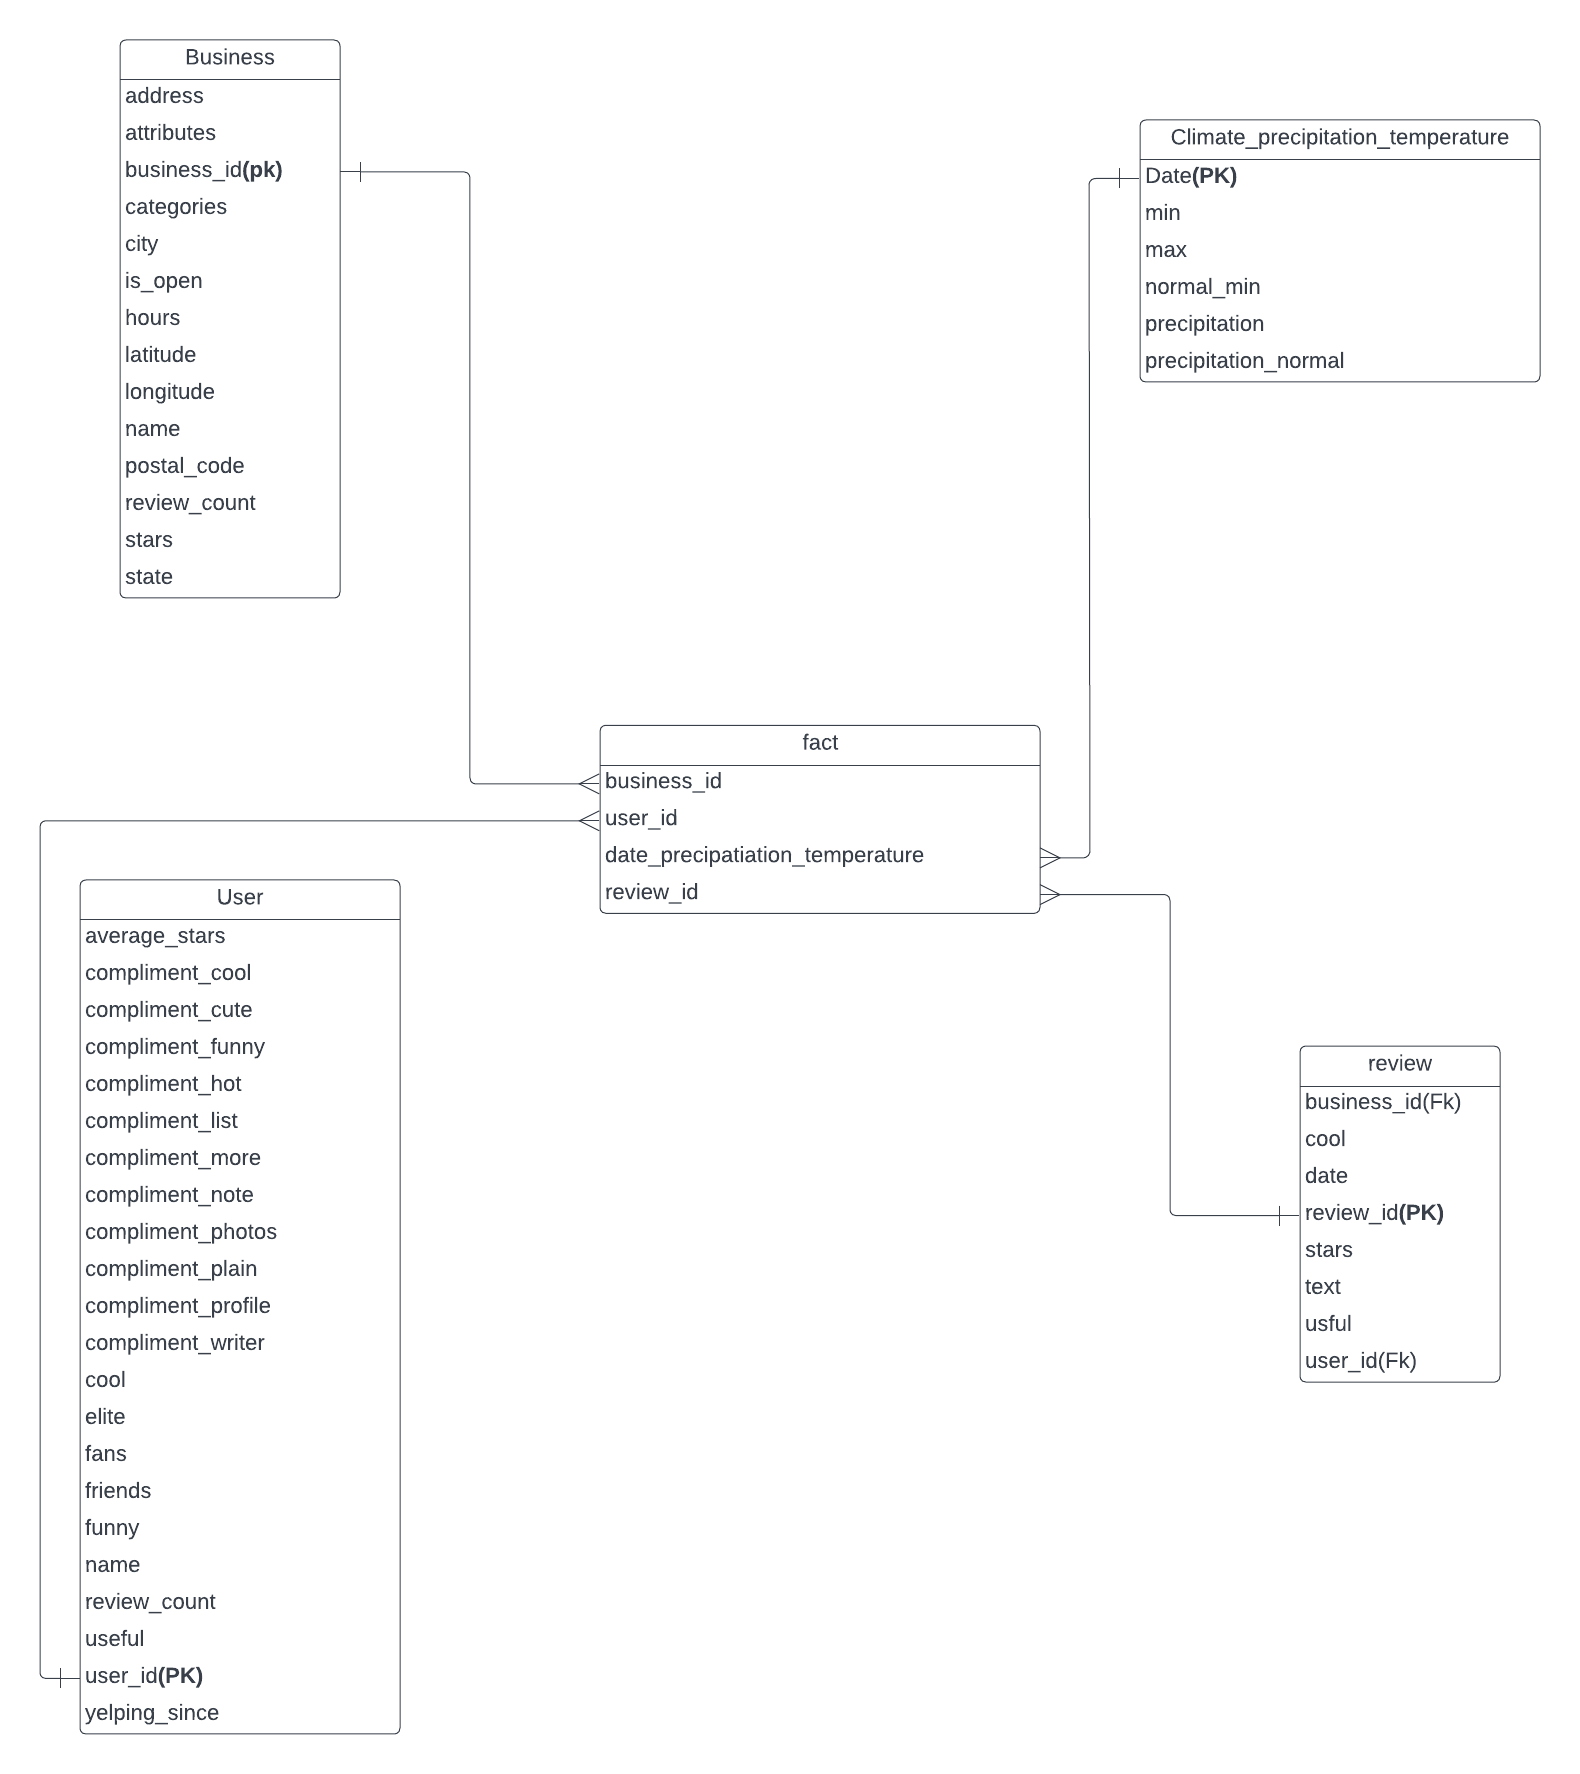 Business
address
attributes
business_id(pk)
categories
city
is_open
hours
latitude
longitude
name
postal_code
review_count
stars
state
Climate_precipitation_temperature
Date(PK)
min
max
normal_min
precipitation
precipitation_normal
fact
business_id
user_id
date_precipatiation_temperature
review_id
User
average_stars
compliment_cool
compliment_cute
compliment_funny
compliment_hot
compliment_list
compliment_more
compliment_note
compliment_photos
compliment_plain
compliment_profile
compliment_writer
cool
elite
fans
friends
funny
name
review_count
useful
user_id(PK)
yelping_since
review
business_id(Fk)
cool
date
review_id(PK)
stars
text
usful
user_id(Fk)